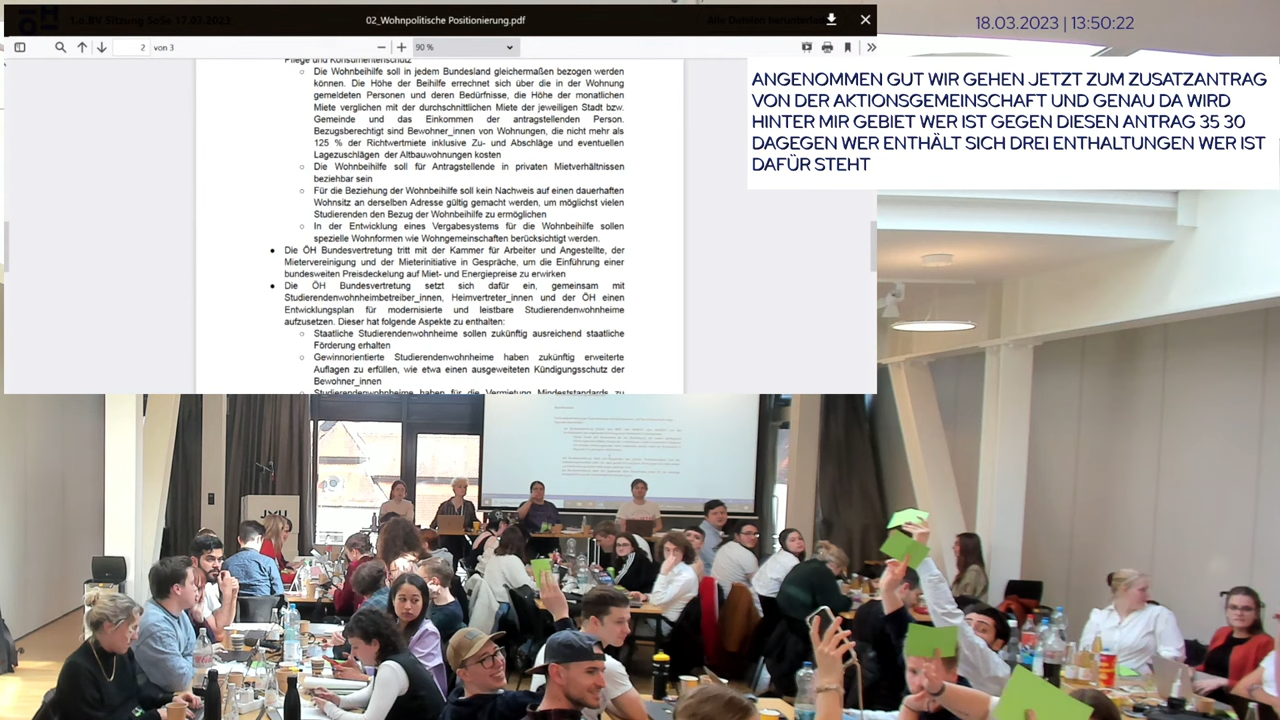 1.a.BV Sitzung SoSe 17.03.2023
02_Wohnpolitische Positionierung.pdf
Alle Dateien herunterladen
18.03.2023 | 13:50:22
2 von 3
90 %
Pflege und Konsumentenschutz
○ Die Wohnbeihilfe soll in jedem Bundesland gleichermaßen bezogen werden
können. Die Höhe der Beihilfe errechnet sich über die in der Wohnung
gemeldeten Personen und deren Bedürfnisse, die Höhe der monatlichen
Miete verglichen mit der durchschnittlichen Miete der jeweiligen Stadt bzw.
Gemeinde und das Einkommen der antragstellenden Person.
Bezugsberechtigt sind Bewohner_innen von Wohnungen, die nicht mehr als
125 % der Richtwertmiete inklusive Zu- und Abschläge und eventuellen
Lagezuschlägen der Altbauwohnungen kosten
○ Die Wohnbeihilfe soll für Antragstellende in privaten Mietverhältnissen
beziehbar sein
○ Für die Beziehung der Wohnbeihilfe soll kein Nachweis auf einen dauerhaften
Wohnsitz an derselben Adresse gültig gemacht werden, um möglichst vielen
Studierenden den Bezug der Wohnbeihilfe zu ermöglichen
○ In der Entwicklung eines Vergabesystems für die Wohnbeihilfe sollen
spezielle Wohnformen wie Wohngemeinschaften berücksichtigt werden.
● Die ÖH Bundesvertretung tritt mit der Kammer für Arbeiter und Angestellte, der
Mietervereinigung und der Mieterinitiative in Gespräche, um die Einführung einer
bundesweiten Preisdeckelung auf Miet- und Energiepreise zu erwirken
● Die ÖH Bundesvertretung setzt sich dafür ein, gemeinsam mit
Studierendenwohnheimbetreiber_innen, Heimvertreter_innen und der ÖH einen
Entwicklungsplan für modernisierte und leistbare Studierendenwohnheime
aufzusetzen. Dieser hat folgende Aspekte zu enthalten:
○ Staatliche Studierendenwohnheime sollen zukünftig ausreichend staatliche
Förderung erhalten
○ Gewinnorientierte Studierendenwohnheime haben zukünftig erweiterte
Auflagen zu erfüllen, wie etwa einen ausgeweiteten Kündigungsschutz der
Bewohner_innen
○ Studierendenwohnheime haben für die Vermietung Mindeststandards zu
ANGENOMMEN GUT WIR GEHEN JETZT ZUM ZUSATZANTRAG
VON DER AKTIONSGEMEINSCHAFT UND GENAU DA WIRD
HINTER MIR GEBIET WER IST GEGEN DIESEN ANTRAG 35 30
DAGEGEN WER ENTHÄLT SICH DREI ENTHALTUNGEN WER IST
DAFÜR STEHT
JYU